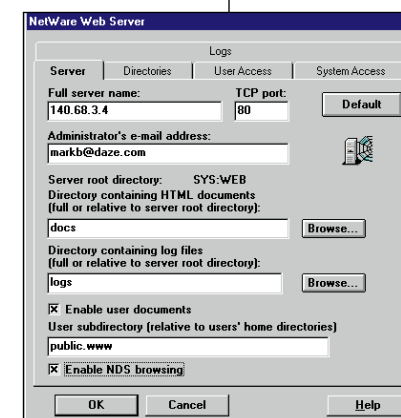 NetWare Web Server
Logs
Server Directories User Access System Access
Full server name: TCP port:
140.68.3.4 80 Default
Administrator's e-mail address:
markb@daze.com
Server root directory: SYS:WEB
Directory containing HTML documents
(full or relative to server root directory):
docs Browse...
Directory containing log files
(full or relative to server root directory):
logs Browse...
Enable user documents
User subdirectory (relative to users' home directories)
public.www
Enable NDS browsing
OK Cancel Help